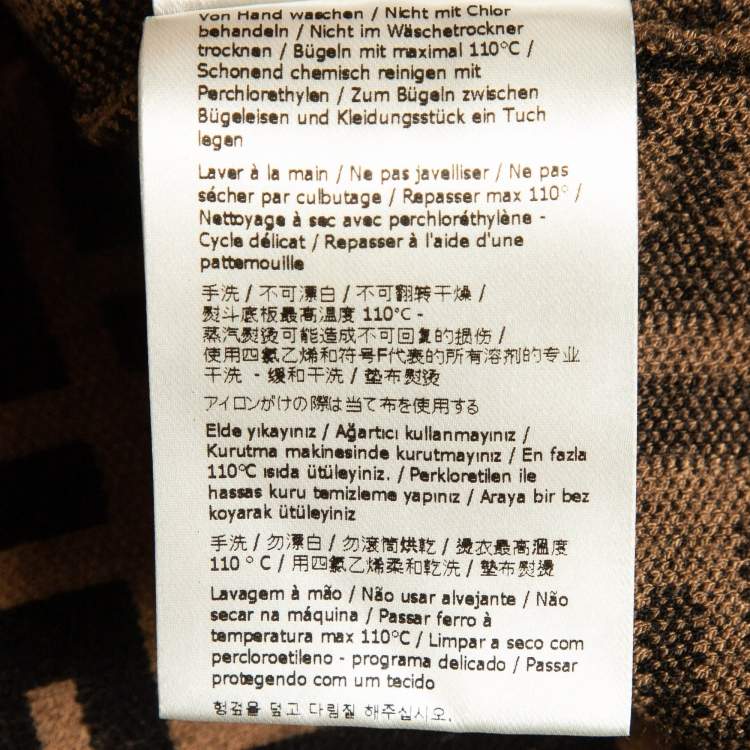 Von Hand waschen / Nicht mit Chlor
behandeln / Nicht im Wäschetrockner
trocknen / Bügeln mit maximal 110°C /
Schonend chemisch reinigen mit
Perchlorethylen / Zum Bügeln zwischen
Bügeleisen und Kleidungsstück ein Tuch
legen
Laver à la main / Ne pas javelliser / Ne pas
sécher par culbutage / Repasser max 110° /
Nettoyage à sec avec perchloréthylène -
Cycle délicat / Repasser à l'aide d'une
pattemouille
手洗 / 不可漂白 / 不可翻转干燥 /
熨斗底板最高温度 110°C -
蒸汽熨烫可能造成不可回复的损伤 /
使用四氯乙烯和符号F代表的所有溶剂的专业
干洗 - 缓和干洗 / 垫布熨烫
アイロンがけの際は当て布を使用する
Elde yıkayınız / Ağartıcı kullanmayınız /
Kurutma makinesinde kurutmayınız / En fazla
110°C ısıda ütüleyiniz. / Perkloretilen ile
hassas kuru temizleme yapınız / Araya bir bez
koyarak ütüleyiniz
手洗 / 勿漂白 / 勿滾筒烘乾 / 燙衣最高溫度
110 ° C / 用四氯乙烯柔和乾洗 / 墊布熨燙
Lavagem à mão / Não usar alvejante / Não
secar na máquina / Passar ferro à
temperatura max 110°C / Limpar a seco com
percloroetileno - programa delicado / Passar
protegendo com um tecido
헝겊을 덮고 다림질 해주십시오.